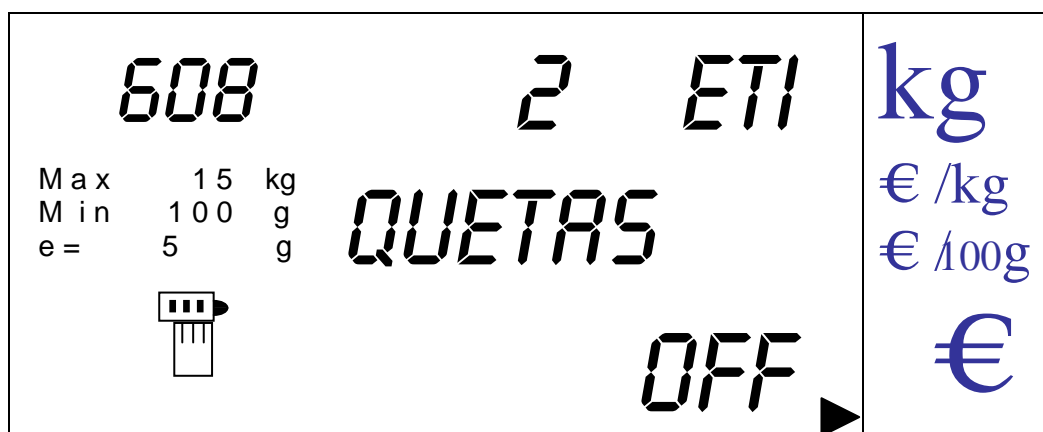 608 2 ETI kg
Max 15 kg
Min 100 g
e= 5 g
QUETAS
€/kg
€/100g
OFF
€